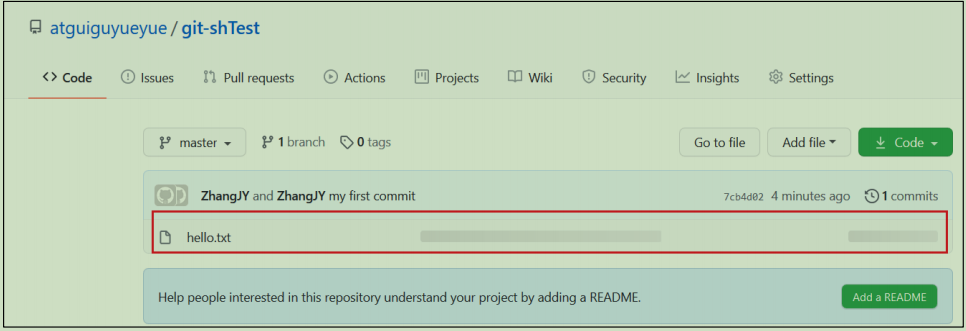 atguiguyueyue / git-shTest
Code Issues Pull requests Actions Projects Wiki Security Insights Settings
master 1 branch 0 tags Go to file Add file Code
ZhangJY and ZhangJY my first commit 7cb4d02 4 minutes ago 1 commits
hello.txt
Help people interested in this repository understand your project by adding a README. Add a README